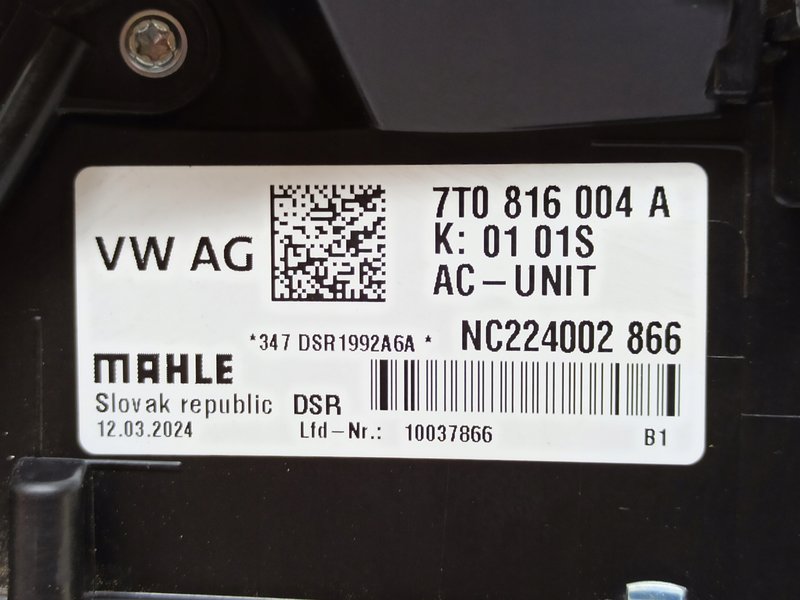 VW AG
7T0 816 004 A
K: 01 01S
AC-UNIT
*347 DSR1992A6A * NC224002 866
MAHLE
Slovak republic DSR
12.03.2024 Lfd-Nr.: 10037866 B1